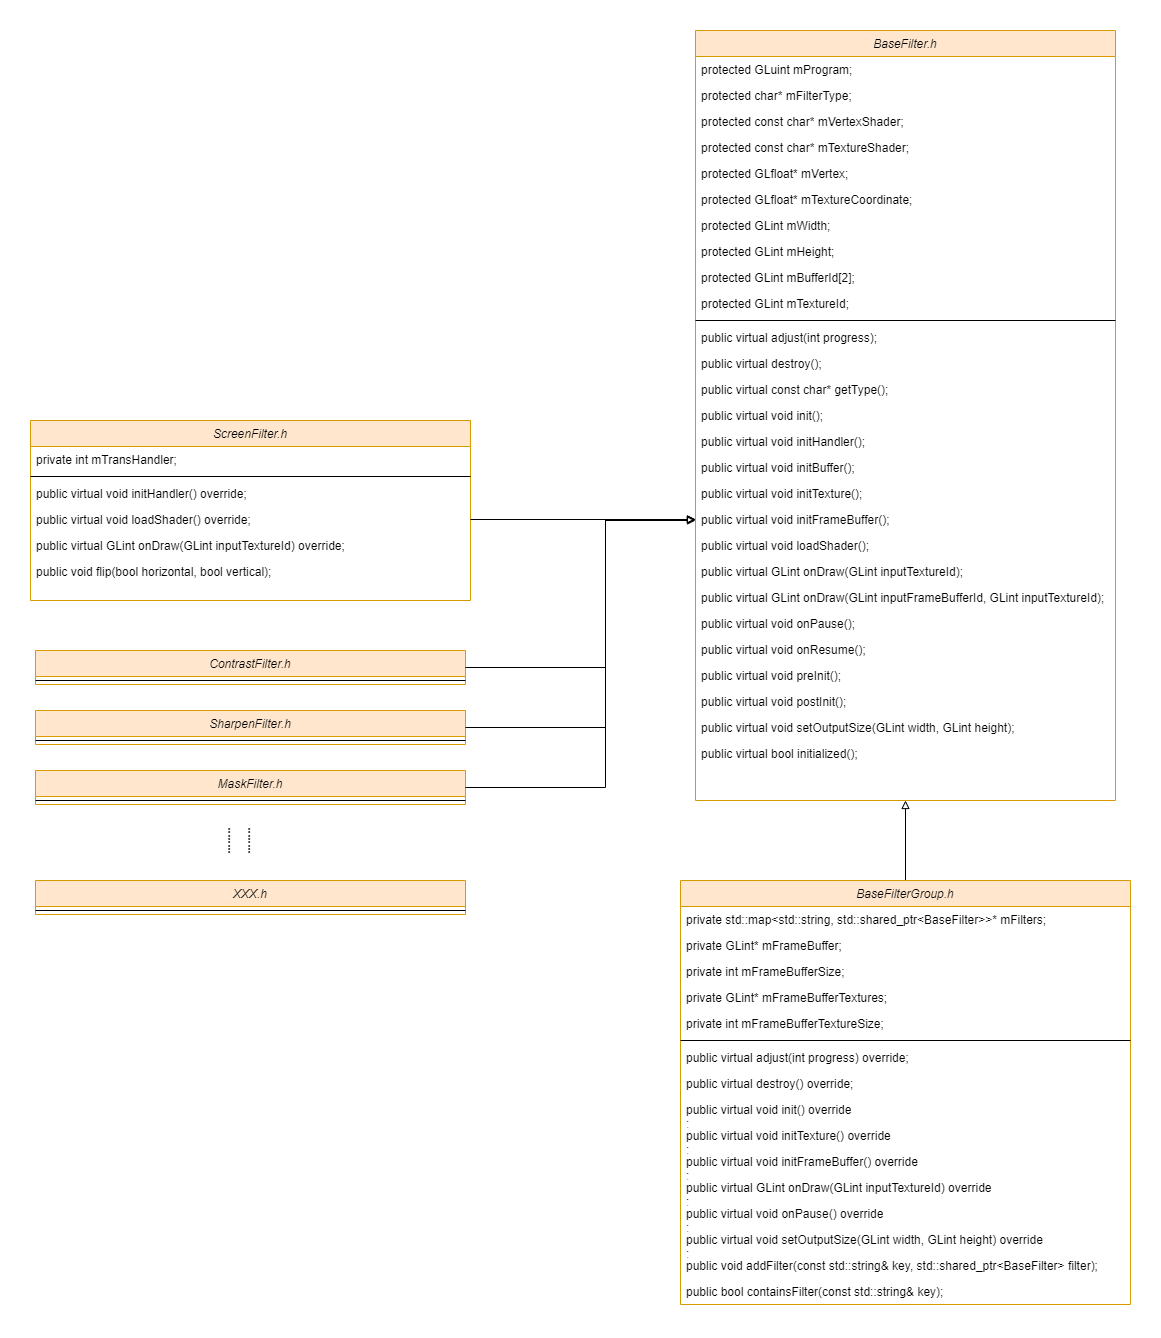 BaseFilter.h
protected GLuint mProgram;
protected char* mFilterType;
protected const char* mVertexShader;
protected const char* mTextureShader;
protected GLfloat* mVertex;
protected GLfloat* mTextureCoordinate;
protected GLint mWidth;
protected GLint mHeight;
protected GLint mBufferId[2];
protected GLint mTextureId;
public virtual adjust(int progress);
public virtual destroy();
public virtual const char* getType();
public virtual void init();
public virtual void initHandler();
public virtual void initBuffer();
public virtual void initTexture();
public virtual void initFrameBuffer();
public virtual void loadShader();
public virtual GLint onDraw(GLint inputTextureId);
public virtual GLint onDraw(GLint inputFrameBufferId, GLint inputTextureId);
public virtual void onPause();
public virtual void onResume();
public virtual void preInit();
public virtual void postInit();
public virtual void setOutputSize(GLint width, GLint height);
public virtual bool initialized();
ScreenFilter.h
private int mTransHandler;
public virtual void initHandler() override;
public virtual void loadShader() override;
public virtual GLint onDraw(GLint inputTextureId) override;
public void flip(bool horizontal, bool vertical);
ContrastFilter.h
SharpenFilter.h
MaskFilter.h
XXX.h
BaseFilterGroup.h
private std::map<std::string, std::shared_ptr<BaseFilter>>* mFilters;
private GLint* mFrameBuffer;
private int mFrameBufferSize;
private GLint* mFrameBufferTextures;
private int mFrameBufferTextureSize;
public virtual adjust(int progress) override;
public virtual destroy() override;
public virtual void init() override
;
public virtual void initTexture() override
;
public virtual void initFrameBuffer() override
;
public virtual GLint onDraw(GLint inputTextureId) override
;
public virtual void onPause() override
;
public virtual void setOutputSize(GLint width, GLint height) override
;
public void addFilter(const std::string& key, std::shared_ptr<BaseFilter> filter);
public bool containsFilter(const std::string& key);